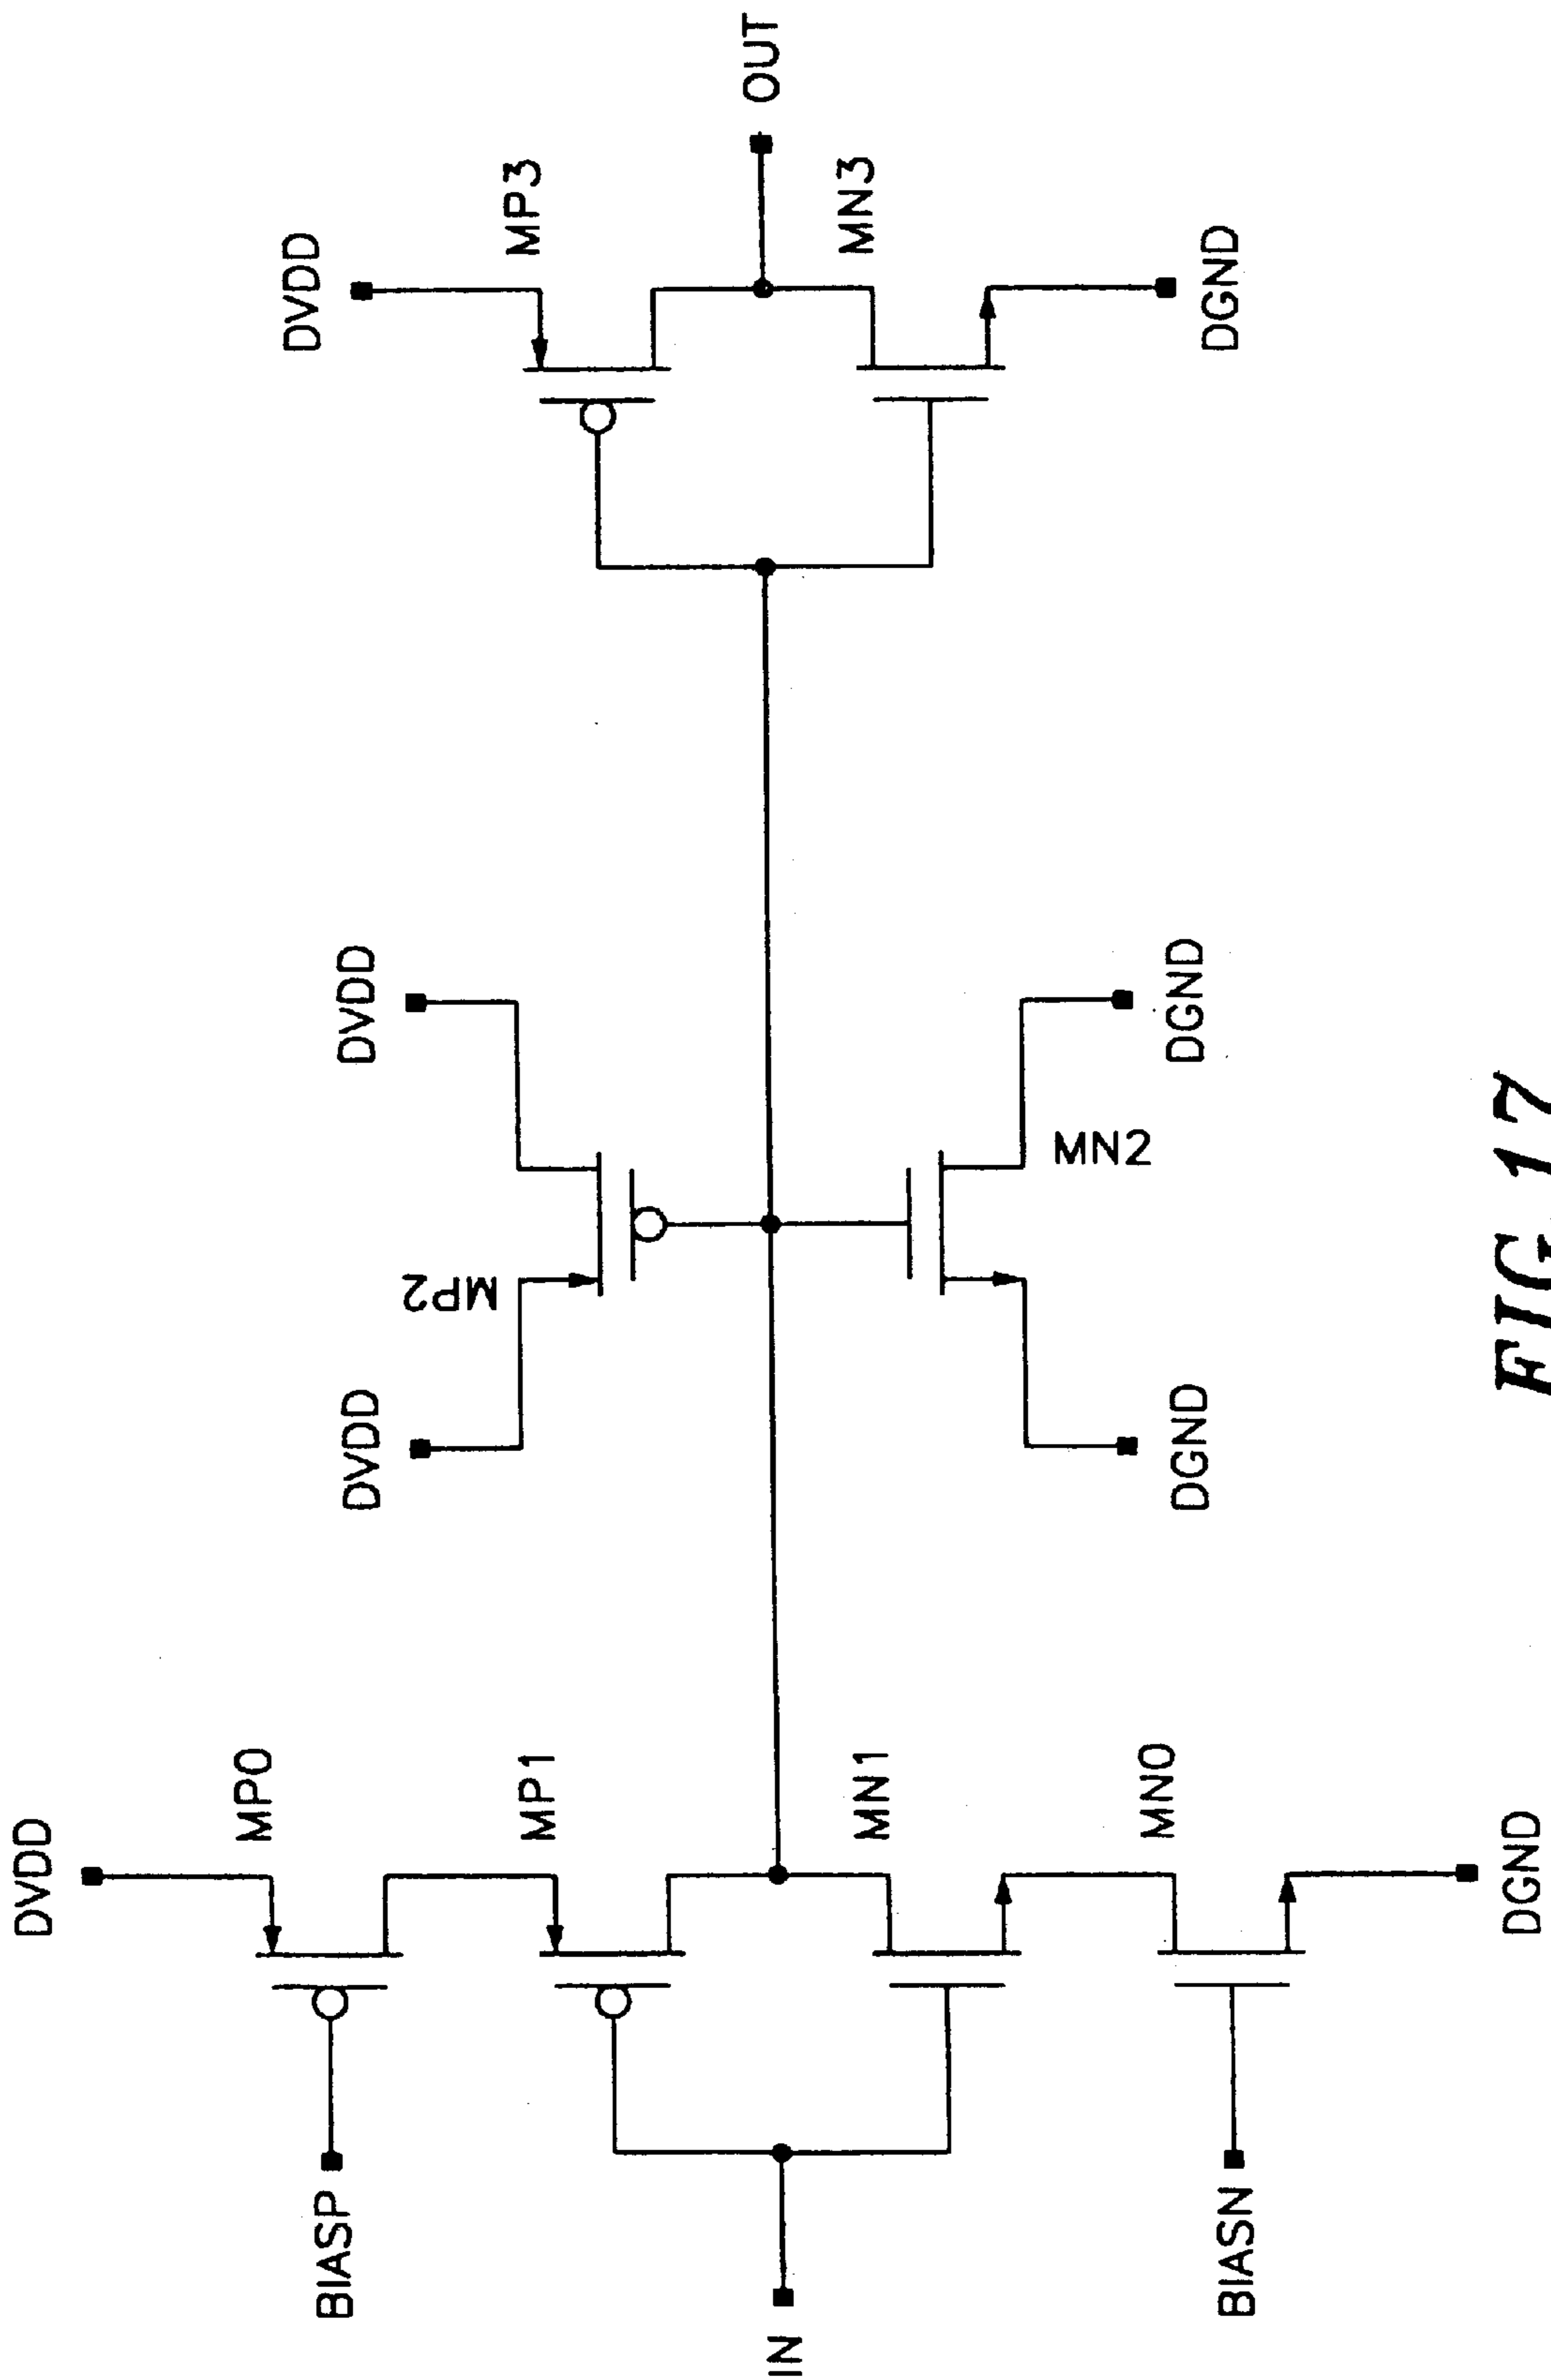 DVDD
MP0
BIASP
MP1
IN
MN1
MN0
BIASN
DGND
DVDD
DVDD
MP2
MN2
DGND
DGND
DVDD
MP3
OUT
MN3
DGND
FIG.17